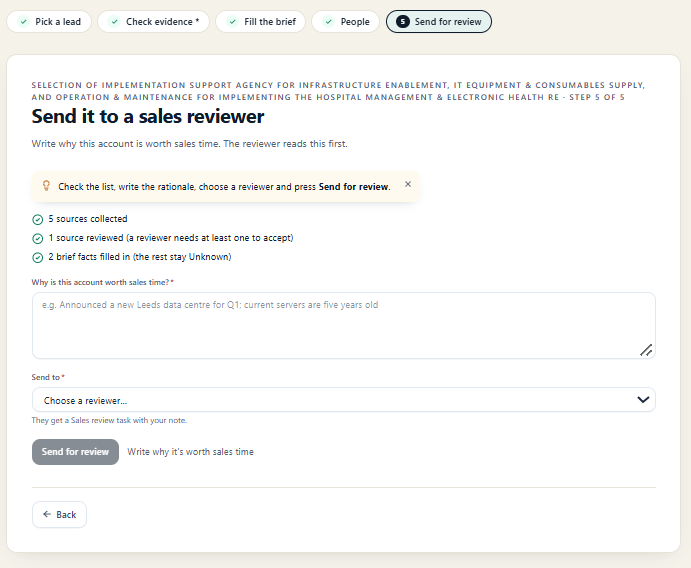 Pick a lead
Check evidence *
Fill the brief
People
5 Send for review
SELECTION OF IMPLEMENTATION SUPPORT AGENCY FOR INFRASTRUCTURE ENABLEMENT, IT EQUIPMENT & CONSUMABLES SUPPLY,
AND OPERATION & MAINTENANCE FOR IMPLEMENTING THE HOSPITAL MANAGEMENT & ELECTRONIC HEALTH RE · STEP 5 OF 5
Send it to a sales reviewer
Write why this account is worth sales time. The reviewer reads this first.
Check the list, write the rationale, choose a reviewer and press Send for review.
5 sources collected
1 source reviewed (a reviewer needs at least one to accept)
2 brief facts filled in (the rest stay Unknown)
Why is this account worth sales time? *
e.g. Announced a new Leeds data centre for Q1; current servers are five years old
Send to *
Choose a reviewer...
They get a Sales review task with your note.
Send for review
Write why it's worth sales time
← Back